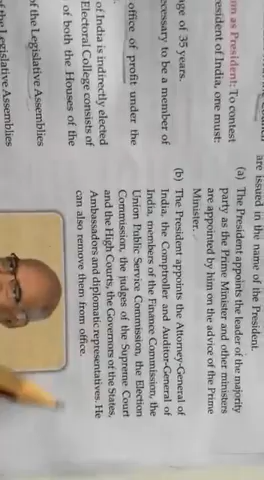 on as President: To contest
resident of India, one must:
ge of 35 years.
cessary to be a member of
office of profit under the
of India is indirectly elected
Electoral College consists of
of both the Houses of the
f the Legislative Assemblies
the Legislative Assemblies
are issued in the name of the President.
(a) The President appoints the leader of the majority
party as the Prime Minister and other ministers
are appointed by him on the advice of the Prime
Minister.
(b) The President appoints the Attorney-General of
India, the Comptroller and Auditor-General of
India, members of the Finance Commission, the
Union Public Service Commission, the Election
Commission, the judges of the Supreme Court
and the High Courts, the Governors of the States,
Ambassadors and diplomatic representatives. He
can also remove them from office.